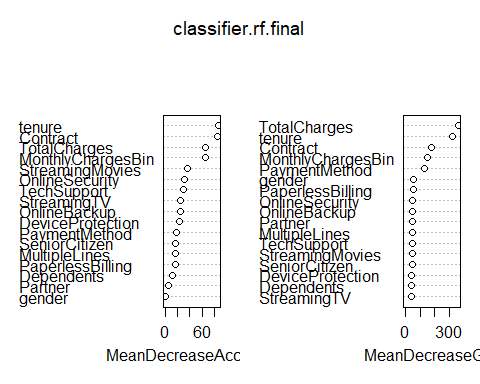 classifier.rf.final
tenure
Contract
TotalCharges
MonthlyChargesBin
StreamingMovies
OnlineSecurity
TechSupport
StreamingTV
OnlineBackup
DeviceProtection
PaymentMethod
SeniorCitizen
MultipleLines
PaperlessBilling
Dependents
Partner
gender
0 60
MeanDecreaseAcc
TotalCharges
tenure
Contract
MonthlyChargesBin
PaymentMethod
gender
PaperlessBilling
OnlineSecurity
OnlineBackup
Partner
MultipleLines
TechSupport
StreamingMovies
SeniorCitizen
DeviceProtection
Dependents
StreamingTV
0 300
MeanDecreaseG